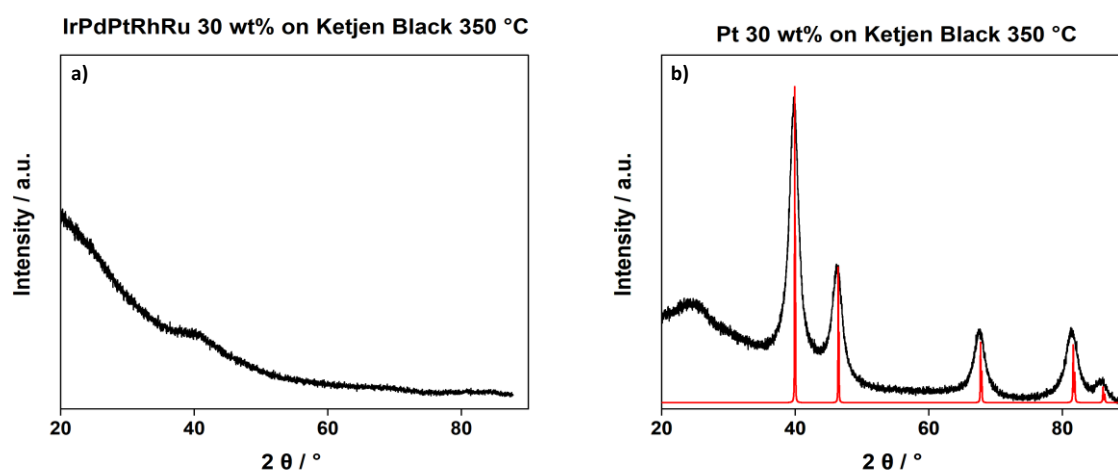 IrPdPtRhRu 30 wt% on Ketjen Black 350 °C
a)
Intensity / a.u.
20 40 60 80
2 θ / °
Pt 30 wt% on Ketjen Black 350 °C
b)
Intensity / a.u.
20 40 60 80
2 θ / °